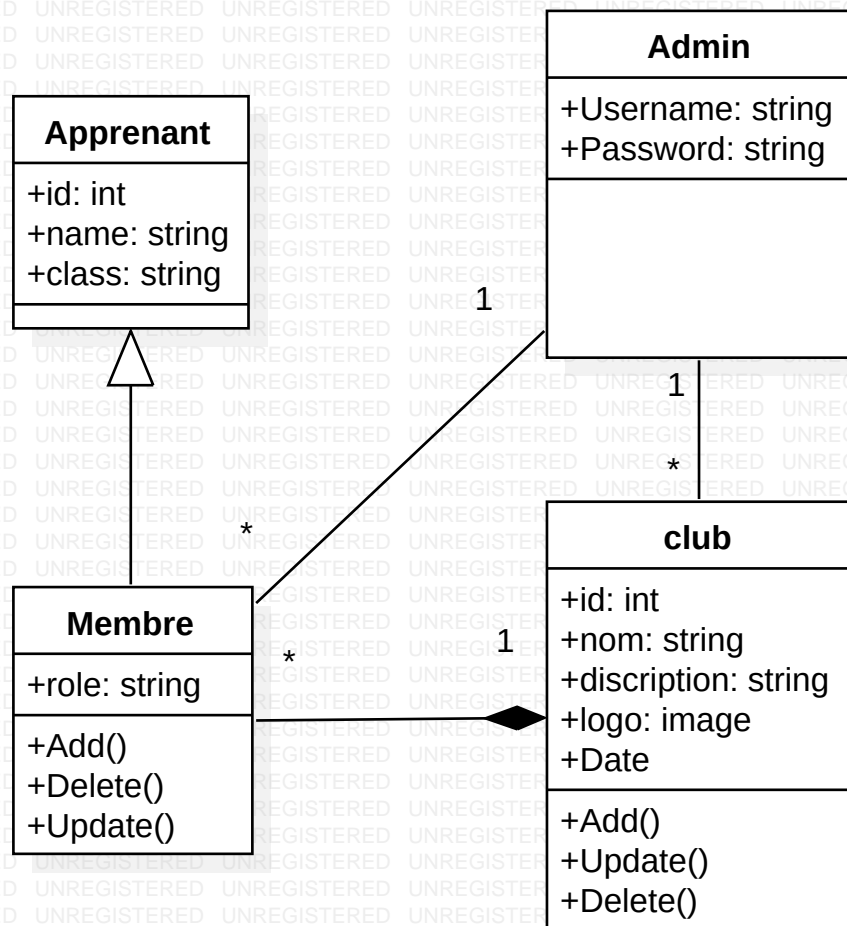 Admin
+Username: string
+Password: string
Apprenant
+id: int
+name: string
+class: string
1
1
*
*
club
+id: int
+nom: string
+discription: string
+logo: image
+Date
+Add()
+Update()
+Delete()
Membre
+role: string
+Add()
+Delete()
+Update()
*
1
UNREGISTERED